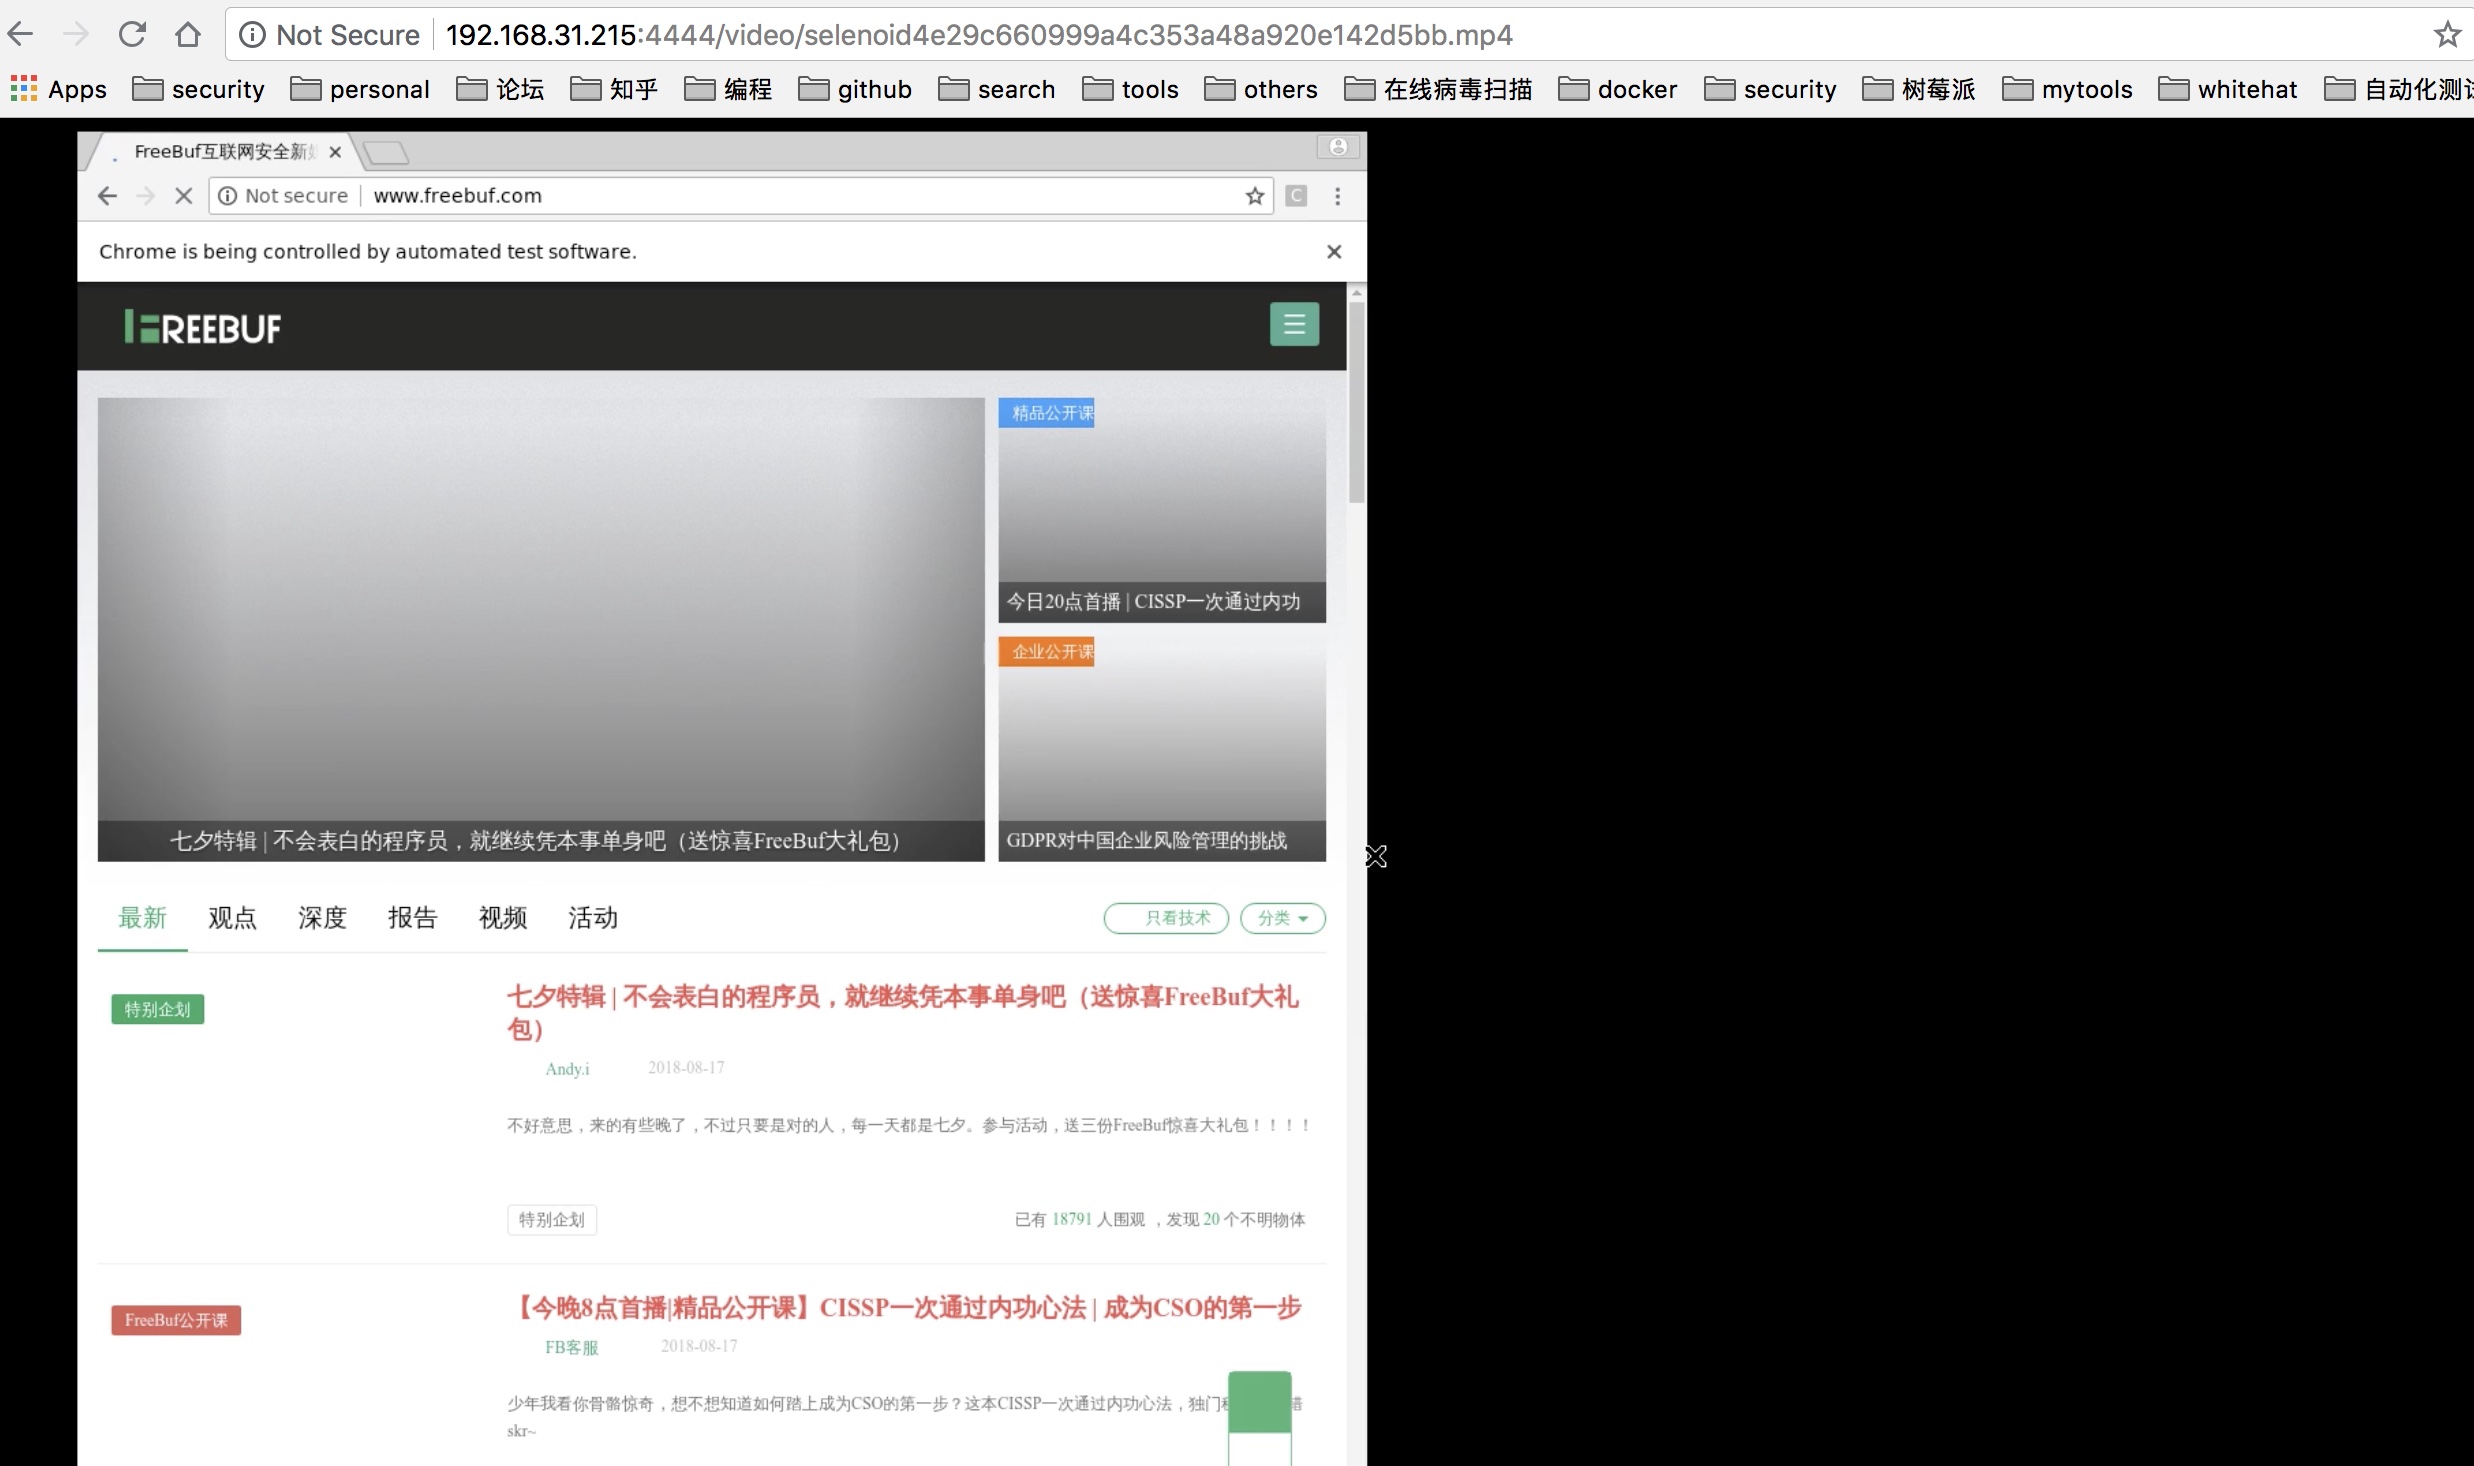 Not Secure 192.168.31.215:4444/video/selenoid4e29c660999a4c353a48a920e142d5bb.mp4
Apps security personal 论坛 知乎 编程 github search tools others 在线病毒扫描 docker security 树莓派 mytools whitehat 自动化测
FreeBuf互联网安全新
Not secure www.freebuf.com
Chrome is being controlled by automated test software.
FREEBUF
精品公开课
今日20点首播 | CISSP一次通过内功
企业公开课
七夕特辑 | 不会表白的程序员，就继续凭本事单身吧（送惊喜FreeBuf大礼包）
GDPR对中国企业风险管理的挑战
最新 观点 深度 报告 视频 活动 只看技术 分类
特别企划
七夕特辑 | 不会表白的程序员，就继续凭本事单身吧（送惊喜FreeBuf大礼
包）
Andy.i 2018-08-17
不好意思，来的有些晚了，不过只要是对的人，每一天都是七夕。参与活动，送三份FreeBuf惊喜大礼包！！！！
特别企划 已有 18791 人围观 ，发现 20 个不明物体
FreeBuf公开课
【今晚8点首播|精品公开课】CISSP一次通过内功心法 | 成为CSO的第一步
FB客服 2018-08-17
少年我看你骨骼惊奇，想不想知道如何踏上成为CSO的第一步？这本CISSP一次通过内功心法，独门
skr~